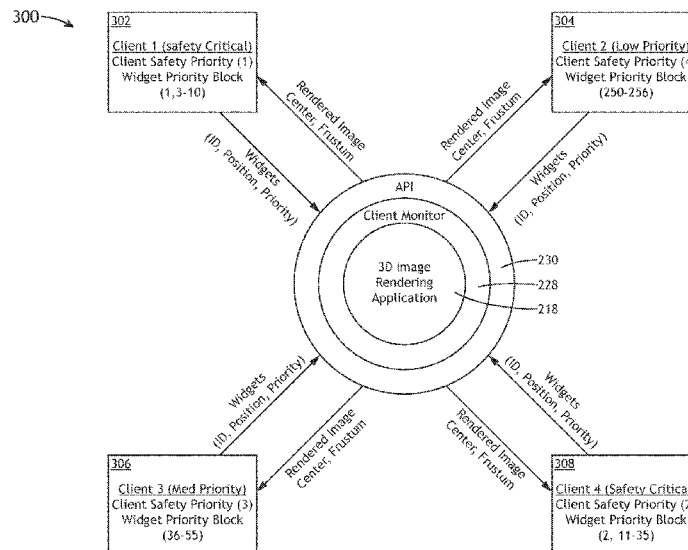 300
302
Client 1 (safety Critical)
Client Safety Priority (1)
Widget Priority Block
(1,3-10)
304
Client 2 (Low Priority)
Client Safety Priority (
Widget Priority Block
(250-256)
Rendered Image
Center, Frustum
Widgets
(ID, Position, Priority)
Rendered Image
Center, Frustum
Widgets
(ID, Position, Priority)
API
Client Monitor
3D Image
Rendering
Application
230
228
218
Widgets
(ID, Position, Priority)
Rendered Image
Center, Frustum
Widgets
(ID, Position, Priority)
Rendered Image
Center, Frustum
306
Client 3 (Med Priority)
Client Safety Priority (3)
Widget Priority Block
(36-55)
308
Client 4 (Safety Critica
Client Safety Priority (2
Widget Priority Block
(2, 11-35)